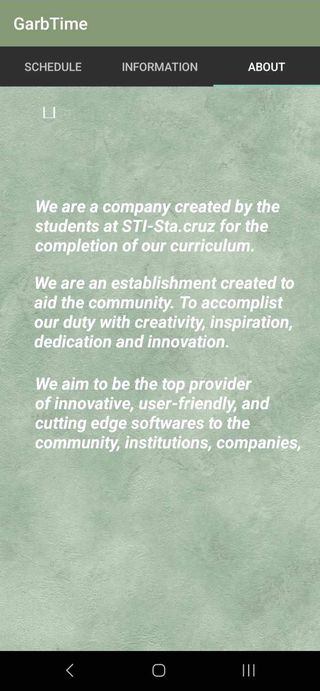 GarbTime
SCHEDULE INFORMATION ABOUT
We are a company created by the
students at STI-Sta.cruz for the
completion of our curriculum.
We are an establishment created to
aid the community. To accomplist
our duty with creativity, inspiration,
dedication and innovation.
We aim to be the top provider
of innovative, user-friendly, and
cutting edge softwares to the
community, institutions, companies,